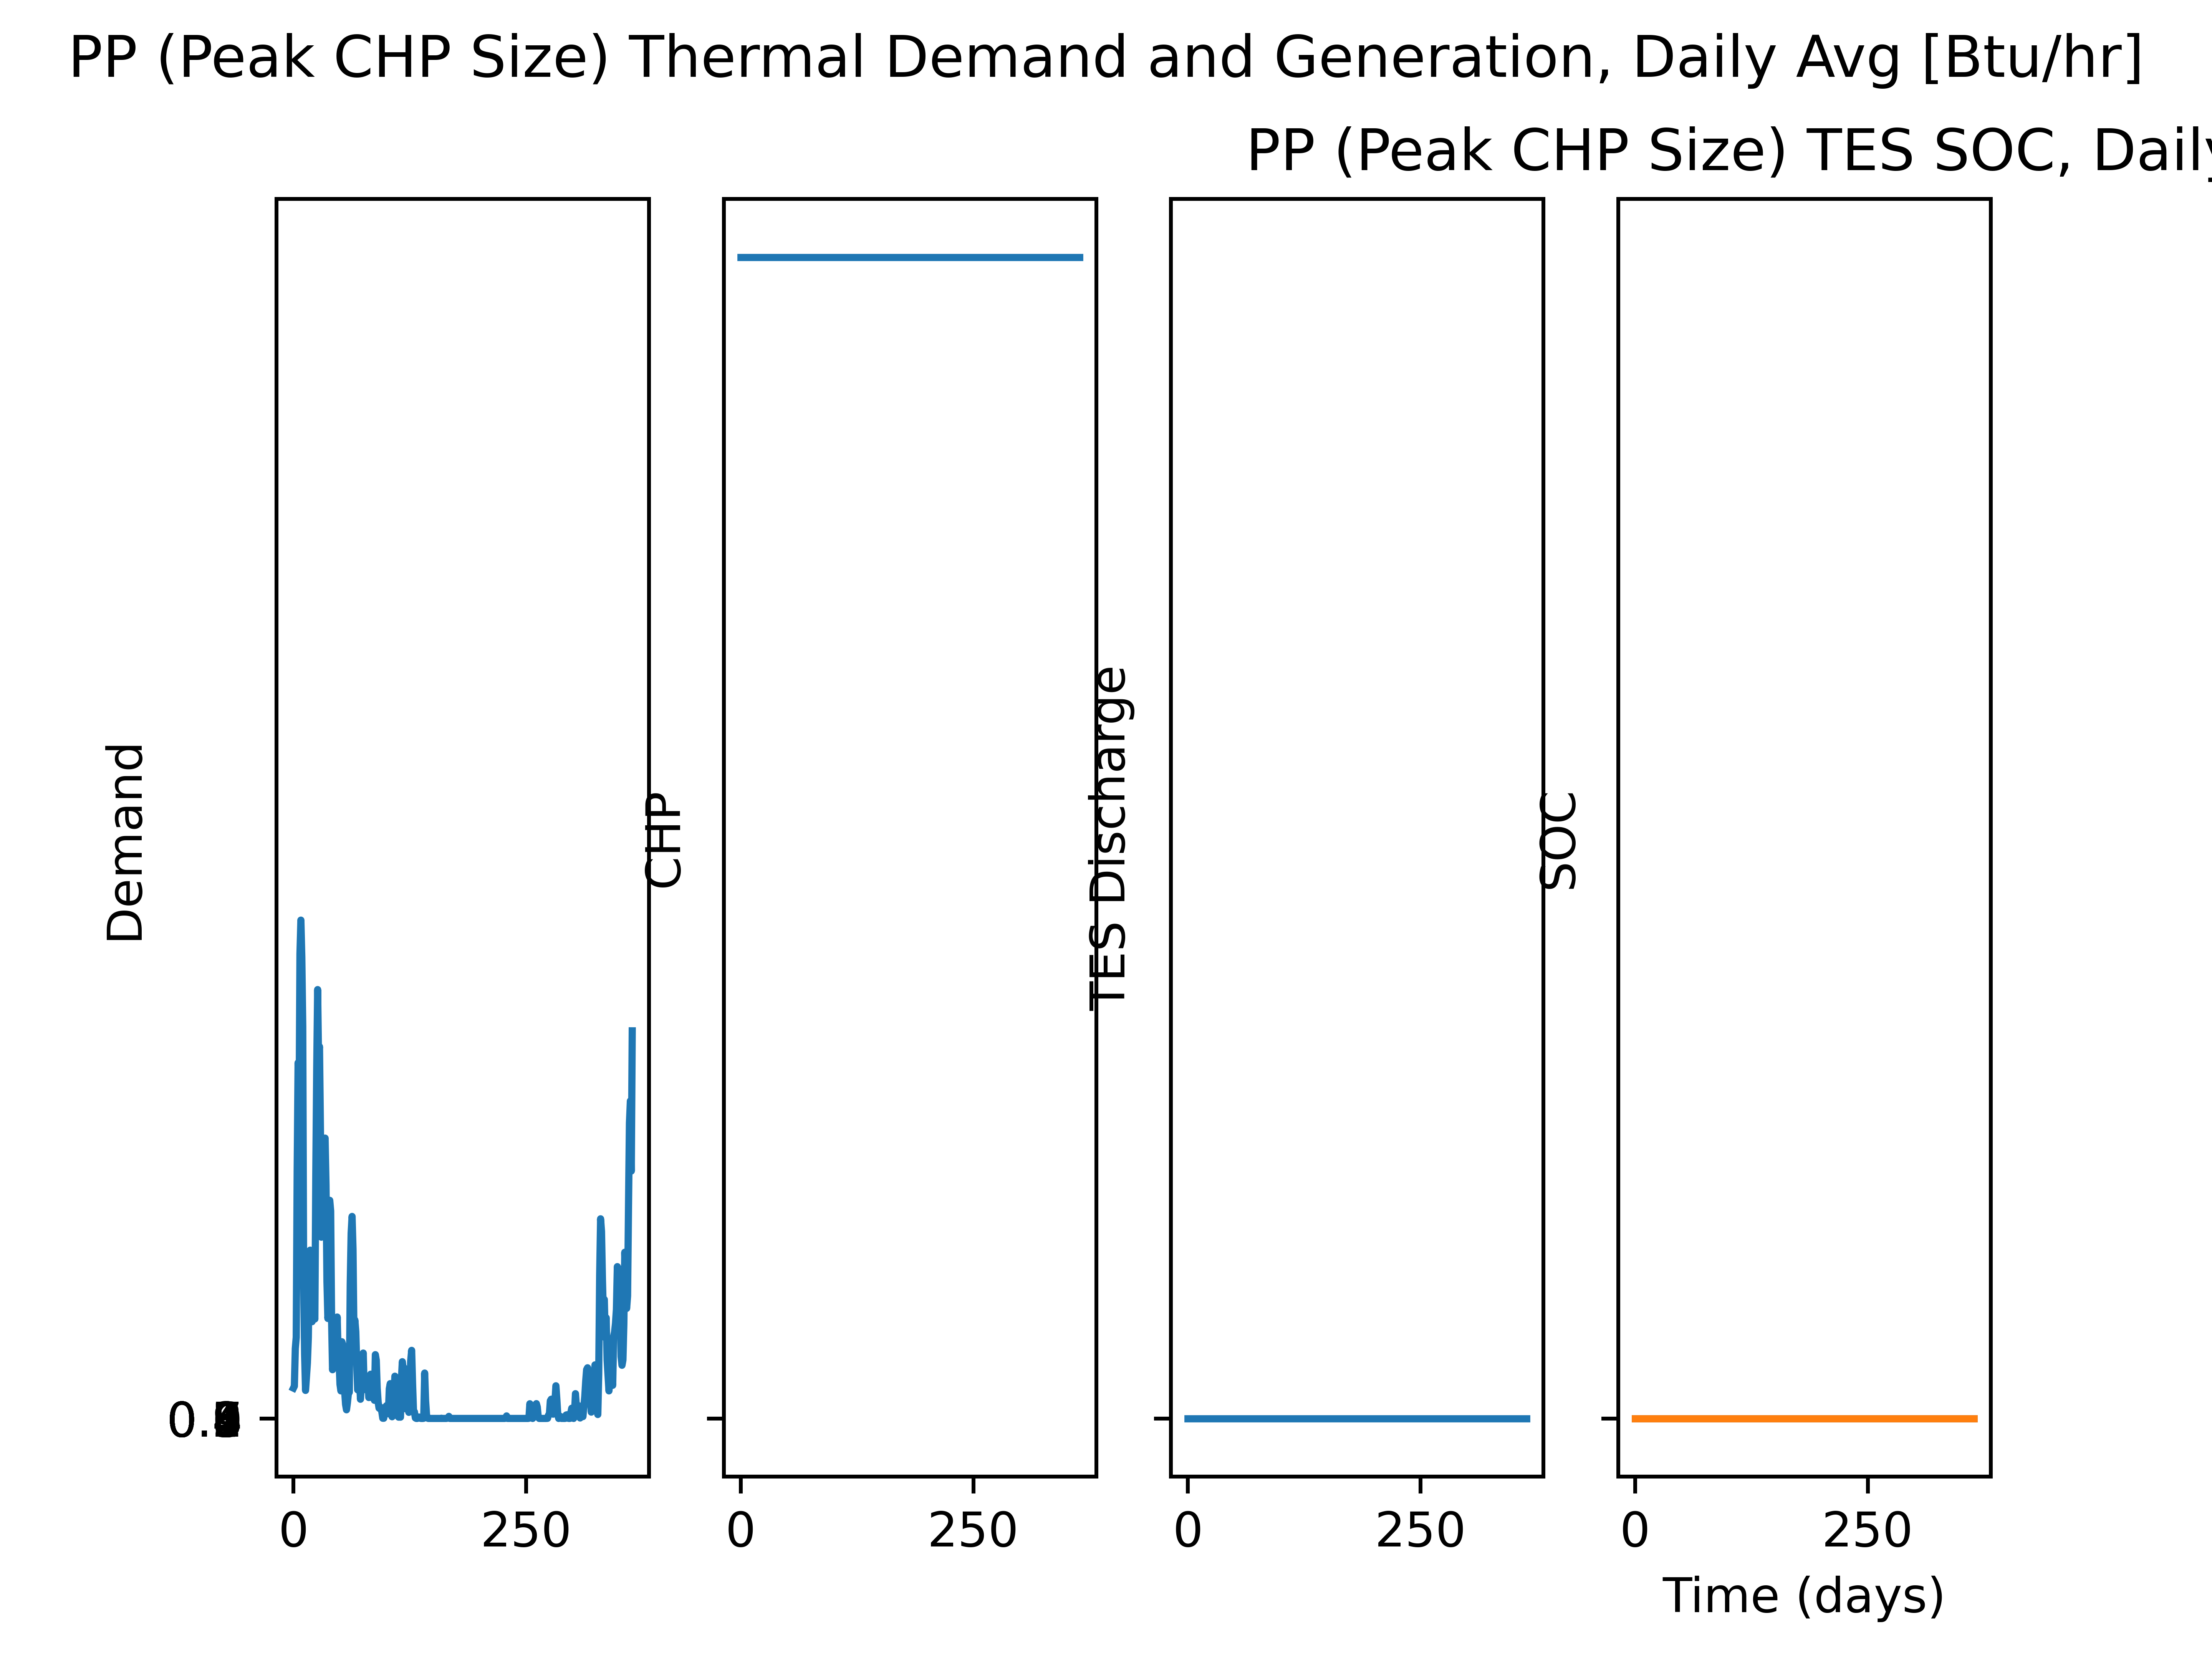 PP (Peak CHP Size) Thermal Demand and Generation, Daily Avg [Btu/hr]
PP (Peak CHP Size) TES SOC, Daily
Demand
CHP
TES Discharge
SOC
0 250
0 250
0 250
0 250
Time (days)